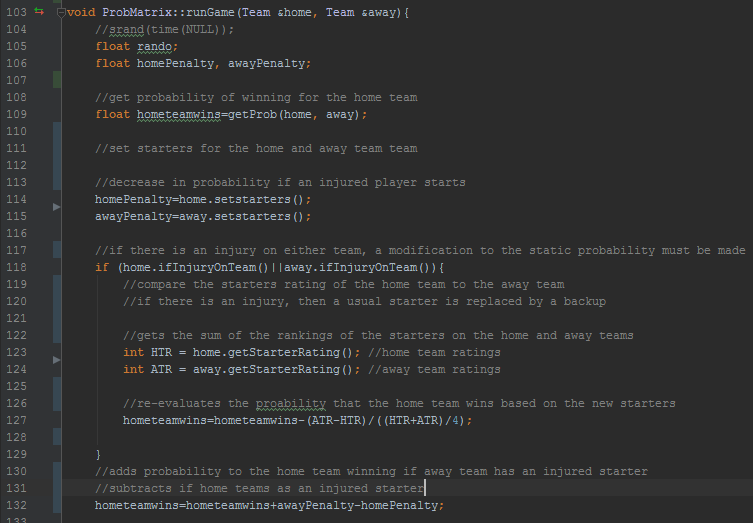 103 void ProbMatrix::runGame(Team &home, Team &away){
104 //srand(time(NULL));
105 float rando;
106 float homePenalty, awayPenalty;
107
108 //get probability of winning for the home team
109 float hometeamwins=getProb(home, away);
110
111 //set starters for the home and away team team
112
113 //decrease in probability if an injured player starts
114 homePenalty=home.setstarters();
115 awayPenalty=away.setstarters();
116
117 //if there is an injury on either team, a modification to the static probability must be made
118 if (home.ifInjuryOnTeam()||away.ifInjuryOnTeam()){
119 //compare the starters rating of the home team to the away team
120 //if there is an injury, then a usual starter is replaced by a backup
121
122 //gets the sum of the rankings of the starters on the home and away teams
123 int HTR = home.getStarterRating(); //home team ratings
124 int ATR = away.getStarterRating(); //away team ratings
125
126 //re-evaluates the proability that the home team wins based on the new starters
127 hometeamwins=hometeamwins-(ATR-HTR)/((HTR+ATR)/4);
128
129 }
130 //adds probability to the home team winning if away team has an injured starter
131 //subtracts if home teams as an injured starter
132 hometeamwins=hometeamwins+awayPenalty-homePenalty;
133